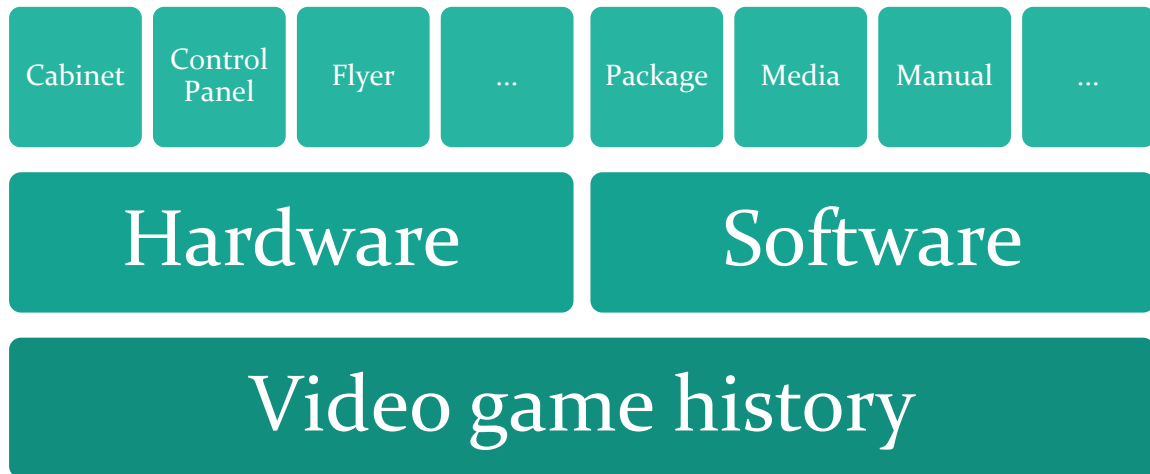 Cabinet
Control
Panel
Flyer
...
Package
Media
Manual
...
Hardware
Software
Video game history